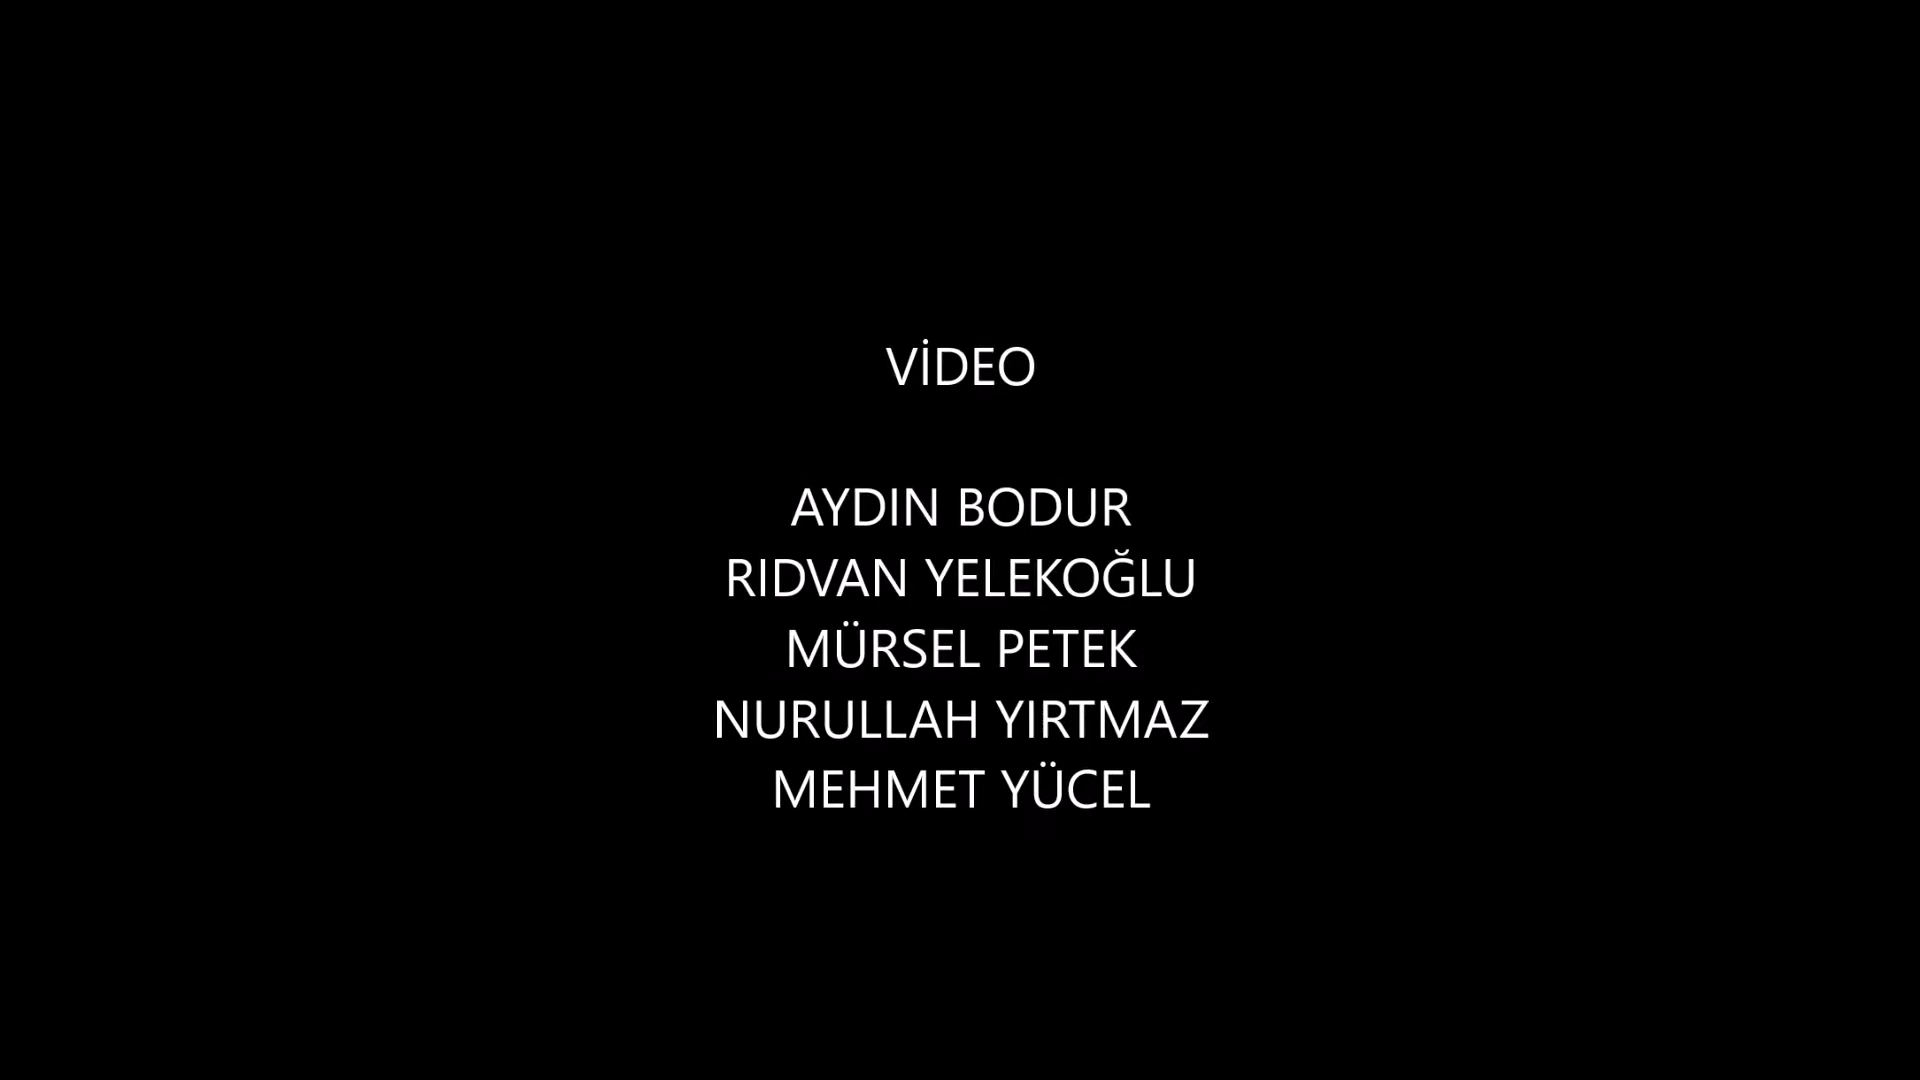 VİDEO
AYDIN BODUR
RIDVAN YELEKOĞLU
MÜRSEL PETEK
NURULLAH YIRTMAZ
MEHMET YÜCEL